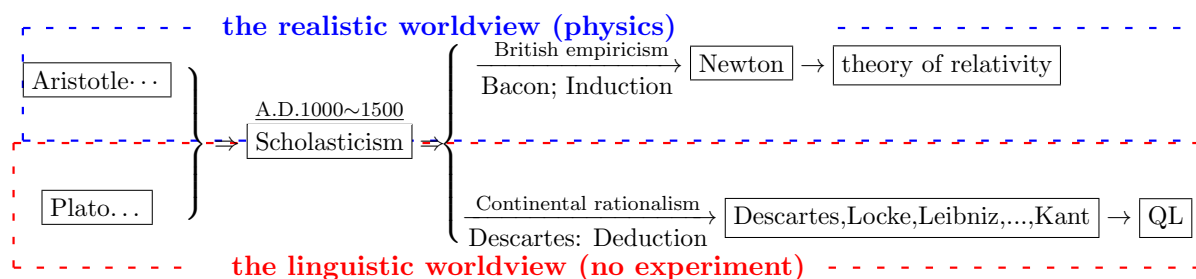 the realistic worldview (physics)
British empiricism
Aristotle···
Newton → theory of relativity
Bacon; Induction
A.D.1000∼1500
⇒ Scholasticism ⇒
Plato...
Continental rationalism
Descartes,Locke,Leibniz,...,Kant → QL
Descartes: Deduction
the linguistic worldview (no experiment)